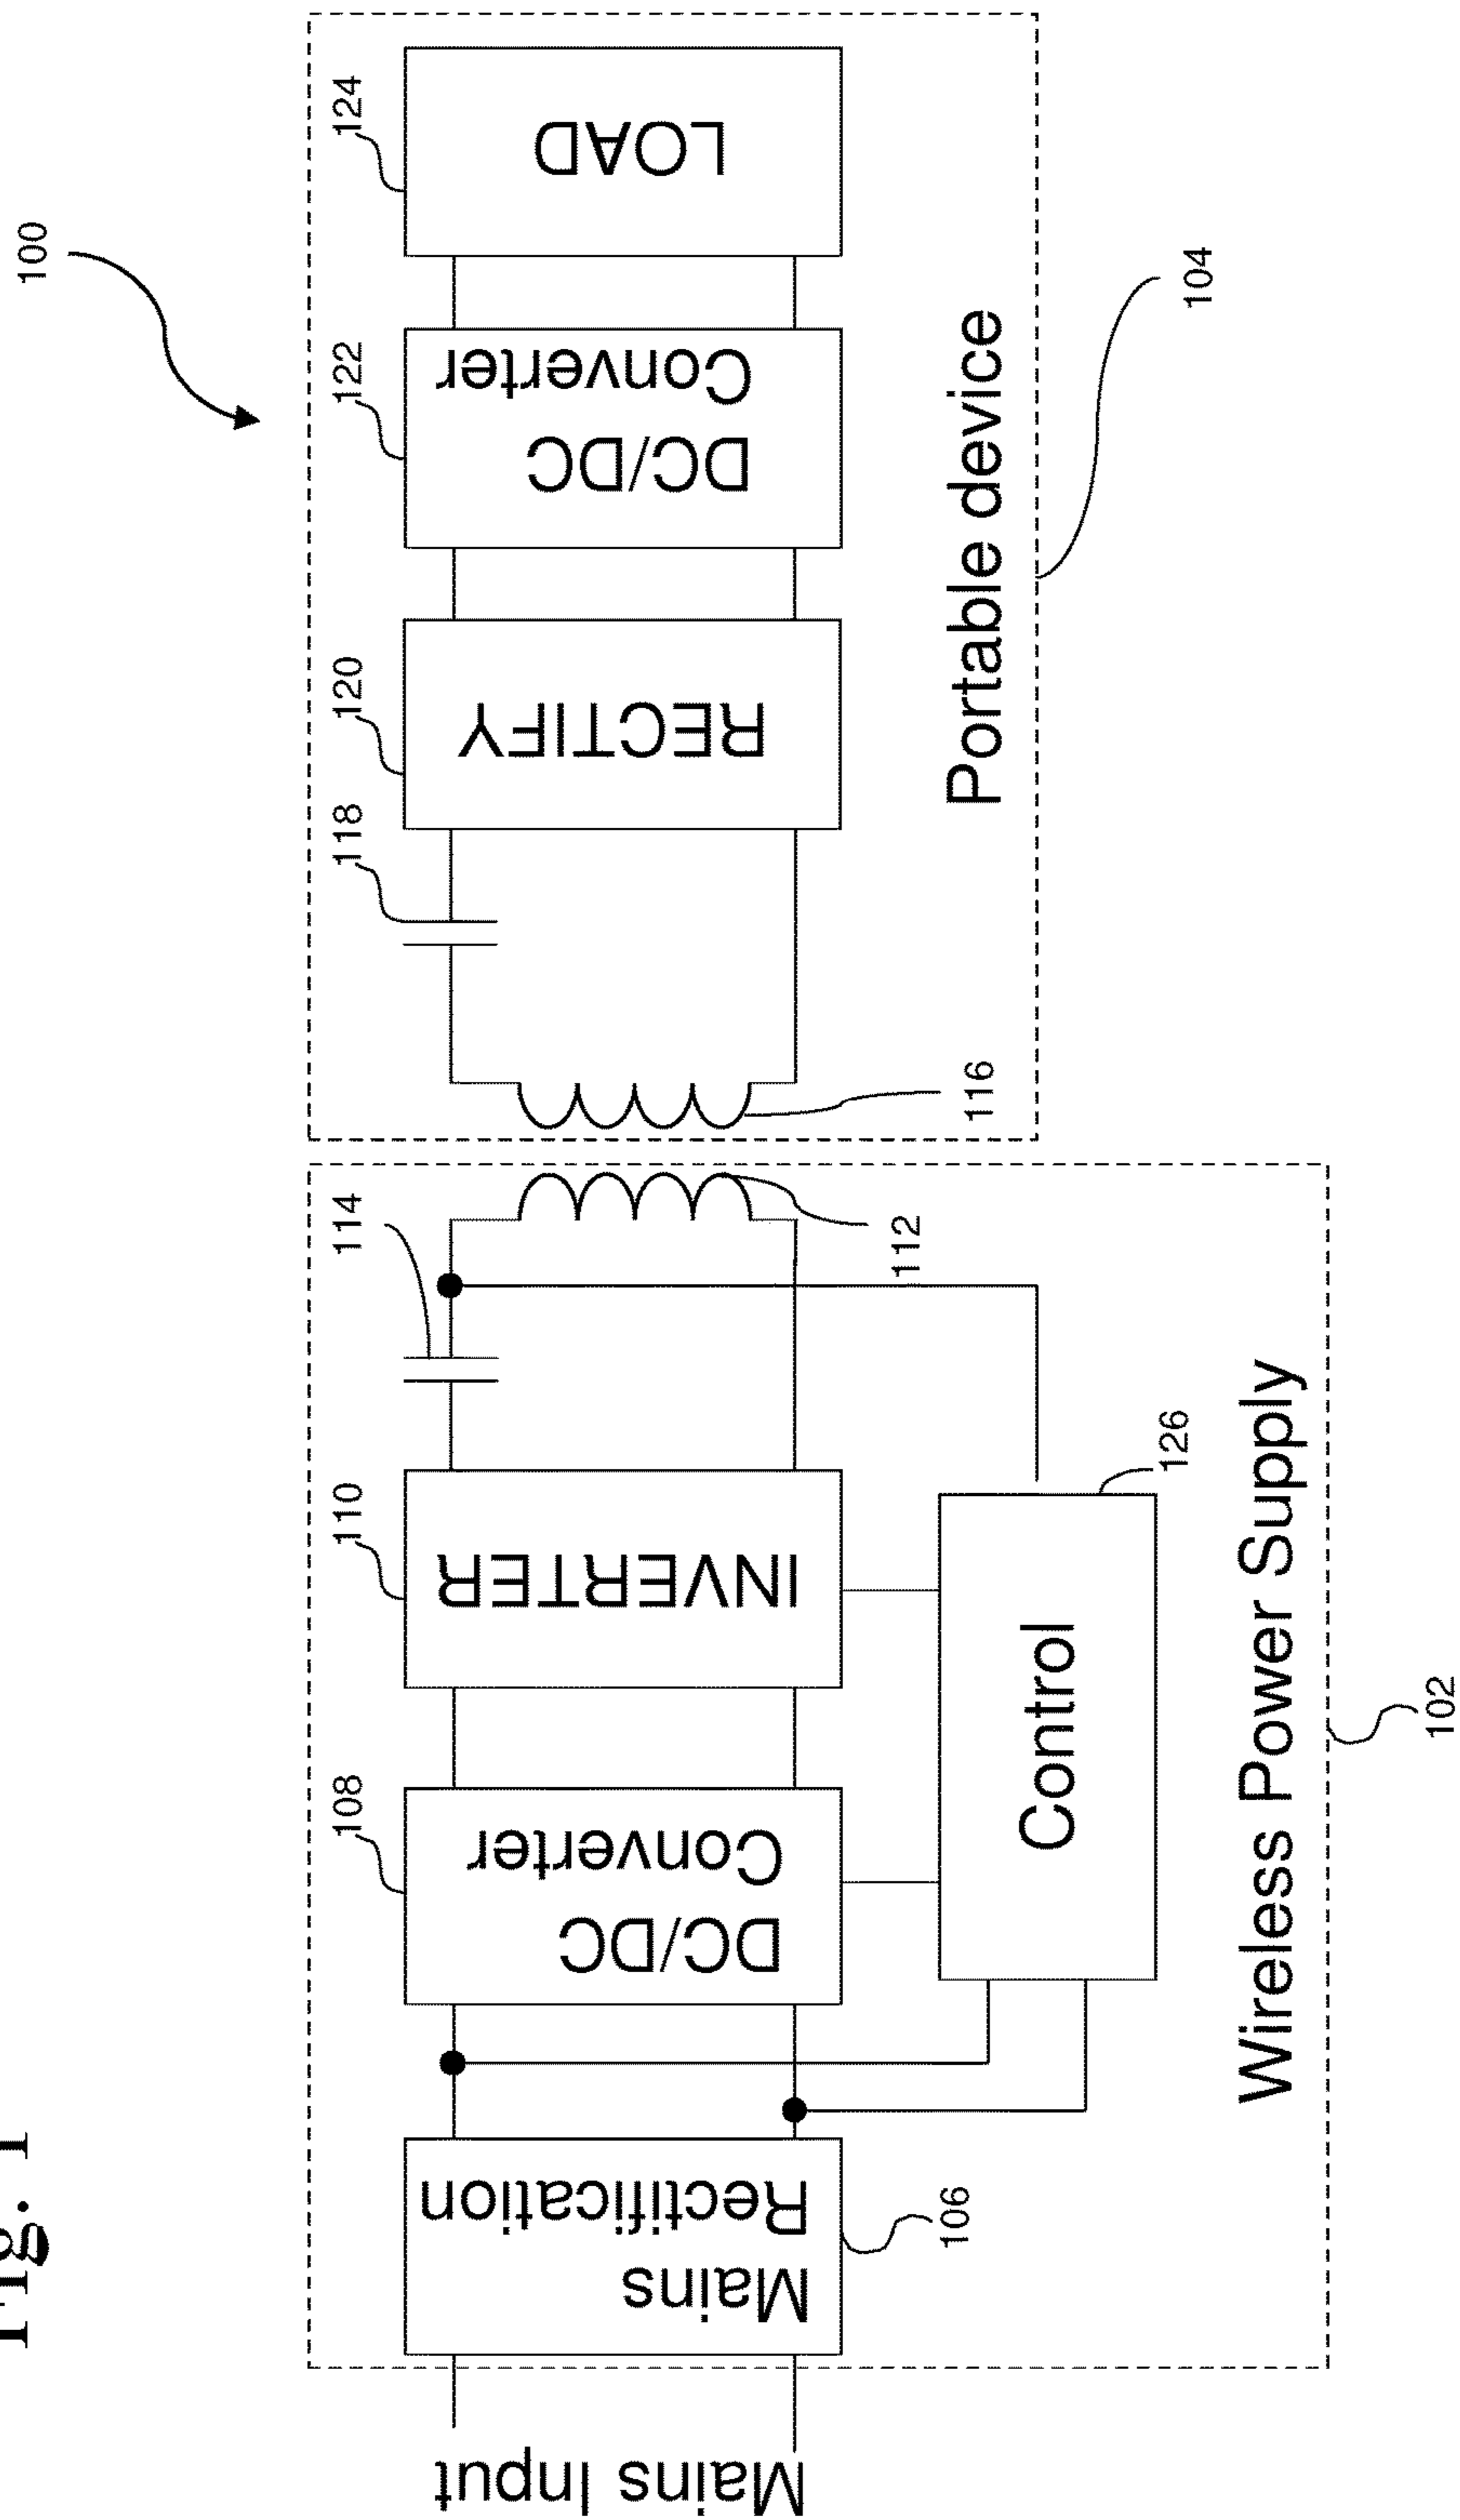 Fig. 1
100
Mains Input
Mains
Rectification
106
DC/DC
Converter
108
INVERTER
110
114
112
Control
126
Wireless Power Supply
102
116
118
RECTIFY
120
DC/DC
Converter
122
LOAD
124
Portable device
104